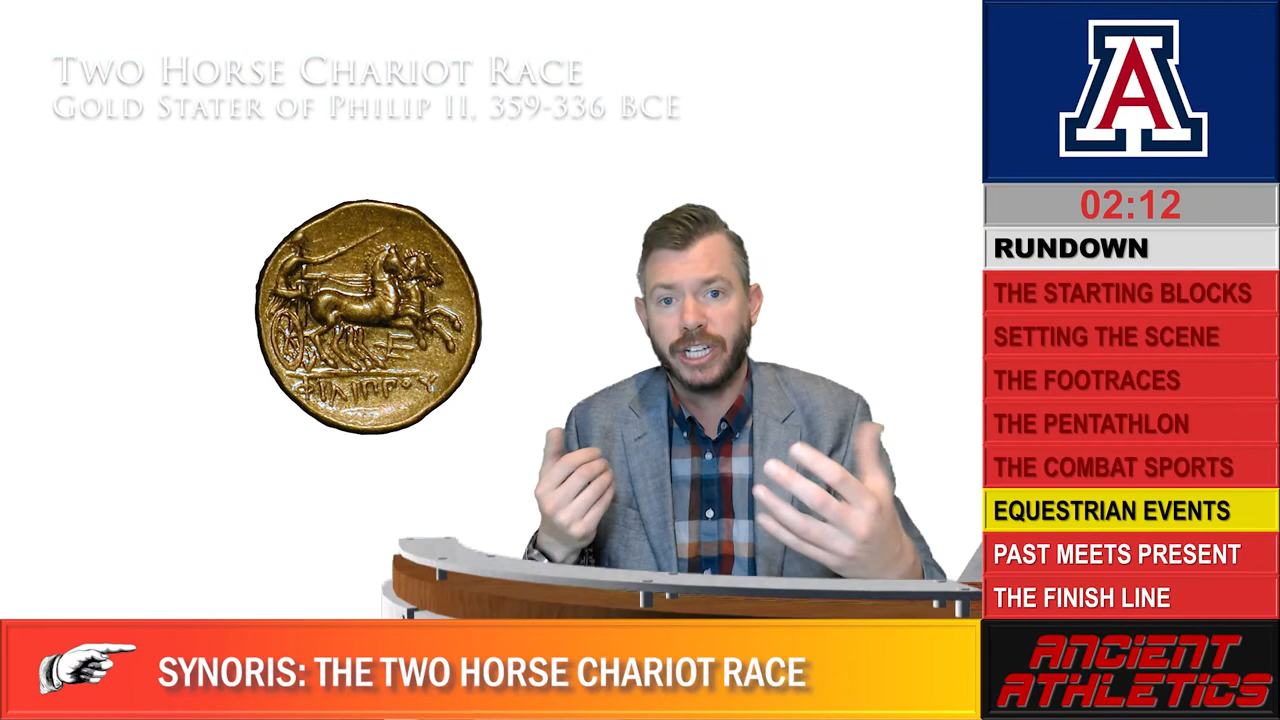 Two Horse Chariot Race
Gold Stater of Philip II, 359-336 BCE
ΦΙΛΙΠΠΟΥ
A
02:12
RUNDOWN
THE STARTING BLOCKS
SETTING THE SCENE
THE FOOTRACES
THE PENTATHLON
THE COMBAT SPORTS
EQUESTRIAN EVENTS
PAST MEETS PRESENT
THE FINISH LINE
SYNORIS: THE TWO HORSE CHARIOT RACE
ANCIENT
ATHLETICS